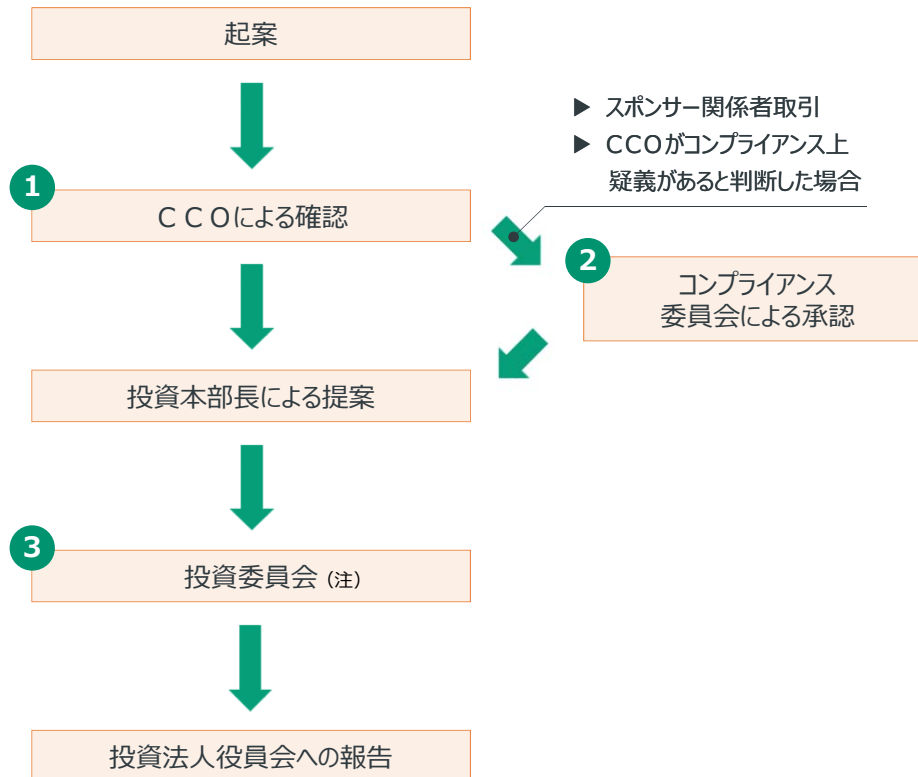 起案
▶ スポンサー関係者取引
▶ CCOがコンプライアンス上
疑義があると判断した場合
1
CCOによる確認
2
コンプライアンス
委員会による承認
投資本部長による提案
3
投資委員会（注）
投資法人役員会への報告